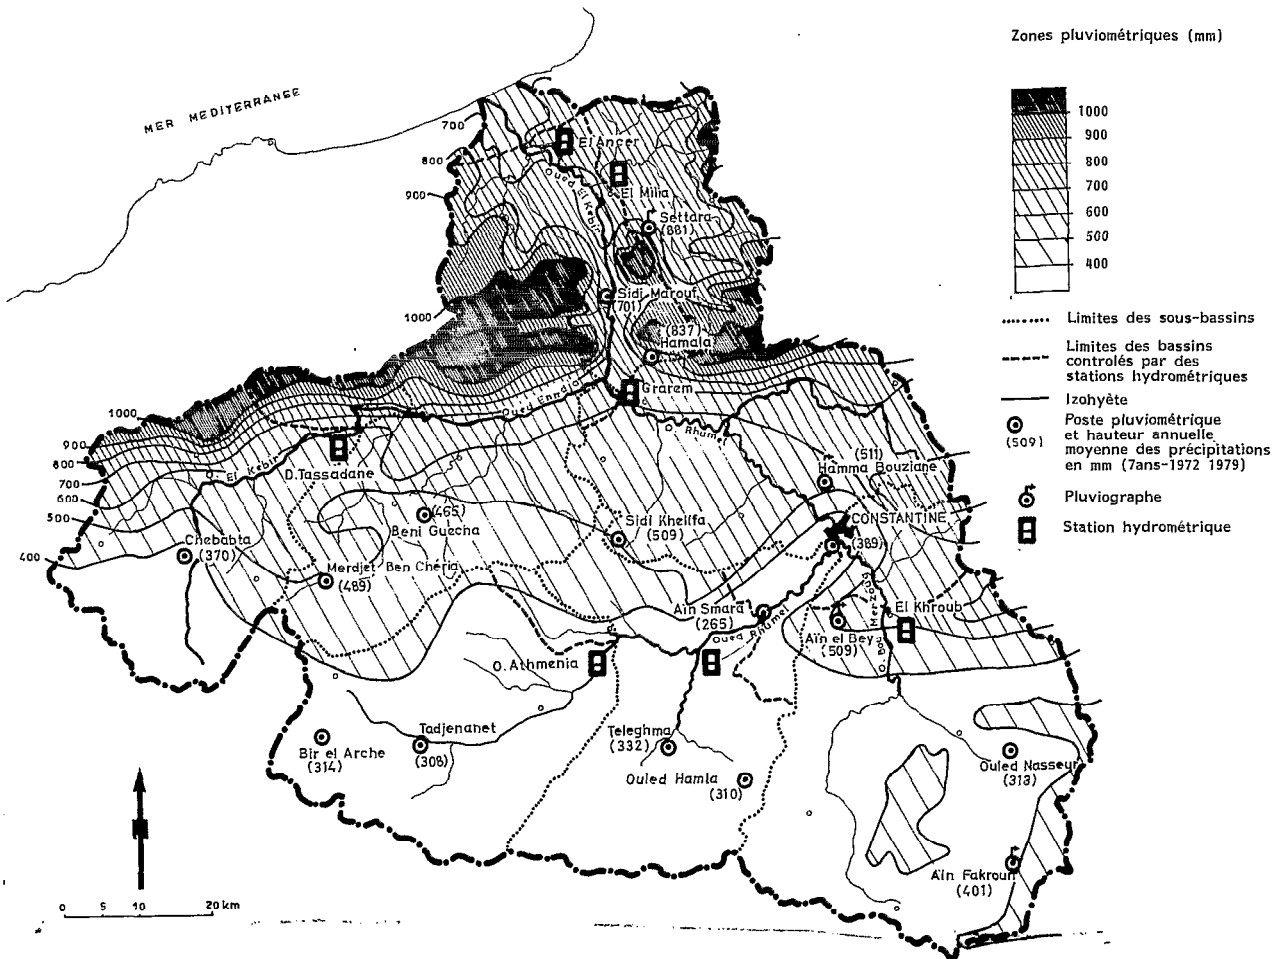 Zones pluviométriques (mm)
1000
900
800
700
600
500
400
Limites des sous-bassins
Limites des bassins
controlés par des
stations hydrométriques
Izohyète
Poste pluviométrique
et hauteur annuelle
(509) moyenne des précipitations
en mm (7ans-1972 1979)
Pluviographe
Station hydrométrique
MER MEDITERRANEE
700
800
900
1000
El Ancer
Oued El Kebir
El Milia
Settara
(881)
Sidi Marouf
(701)
(837)
Hamala
Grarem
Oued Enndja
O. Rhumel
1000
900
800
700
600
500
400
El Kebir
D. Tassadane
(511)
Hamma Bouziane
(465)
Beni Guecha
Sidi Khelifa
(509)
CONSTANTINE
(389)
Chebabta
(370)
Merdjet Ben Cheria
(489)
Aïn Smara
(265)
Oued Rhumel
O. Bou Merzoug
El Khroub
Aïn el Bey
(509)
O. Athmenia
Bir el Arche
(314)
Tadjenanet
(308)
Teleghma
(332)
Ouled Hamla
(310)
Ouled Nasseur
(313)
Aïn Fakroun
(401)
0 5 10 20 km